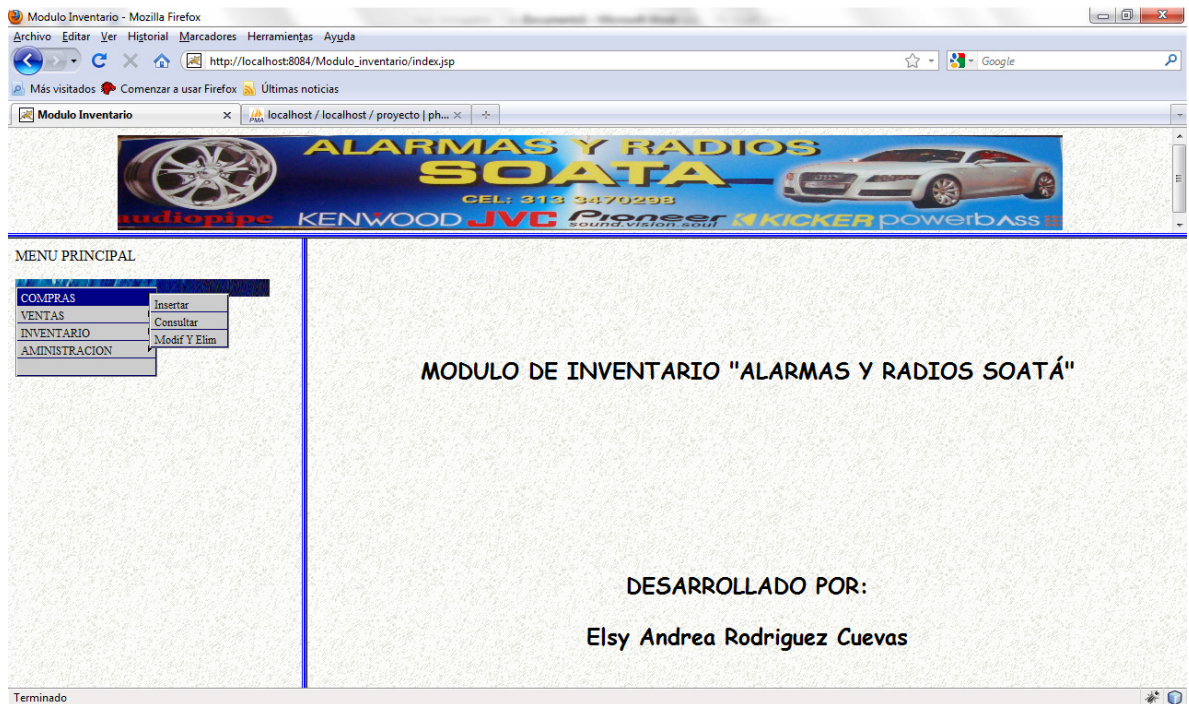 Modulo Inventario - Mozilla Firefox
Archivo Editar Ver Historial Marcadores Herramientas Ayuda
http://localhost:8084/Modulo_inventario/index.jsp
Google
Más visitados Comenzar a usar Firefox Últimas noticias
Modulo Inventario
PMA localhost / localhost / proyecto | ph...
ALARMAS Y RADIOS
SOATA
CEL: 313 3470298
audiopipe KENWOOD JVC Pioneer KICKER powerbass
sound.vision.soul
MENU PRINCIPAL
COMPRAS
VENTAS
INVENTARIO
AMINISTRACION
Insertar
Consultar
Modif Y Elim
MODULO DE INVENTARIO "ALARMAS Y RADIOS SOATÁ"
DESARROLLADO POR:
Elsy Andrea Rodriguez Cuevas
Terminado